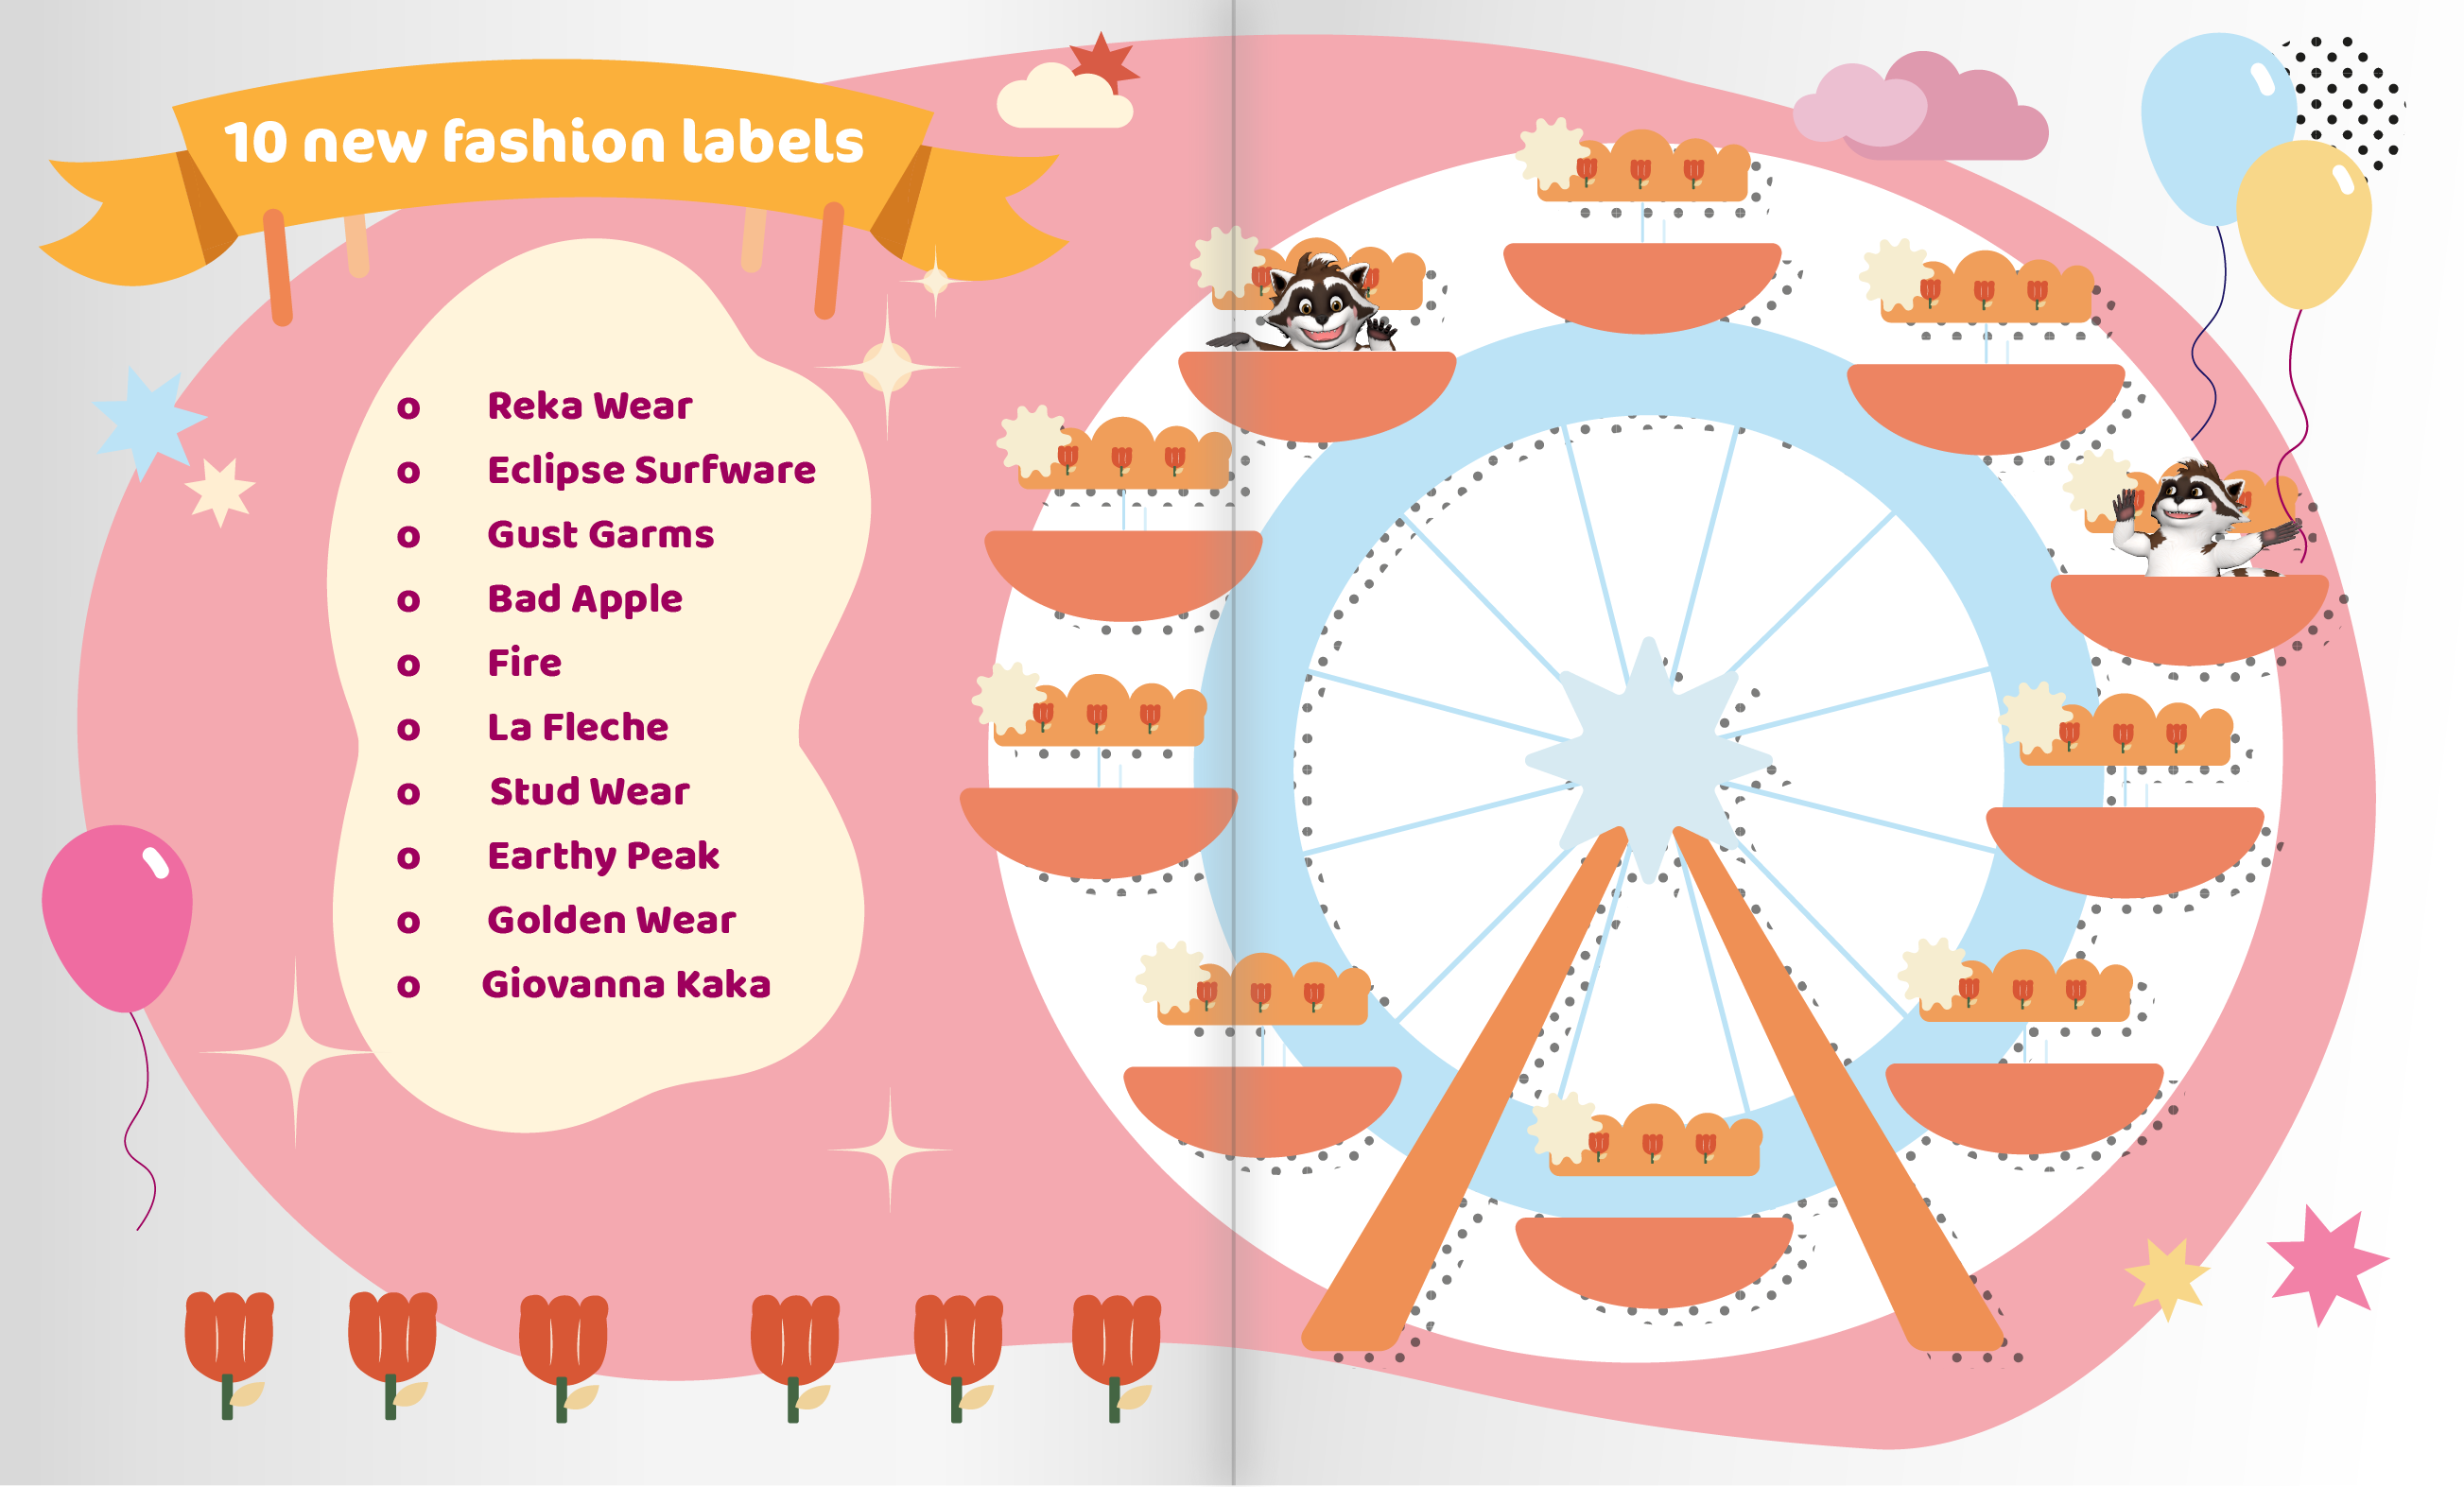 10 new fashion labels
o Reka Wear
o Eclipse Surfware
o Gust Garms
o Bad Apple
o Fire
o La Fleche
o Stud Wear
o Earthy Peak
o Golden Wear
o Giovanna Kaka